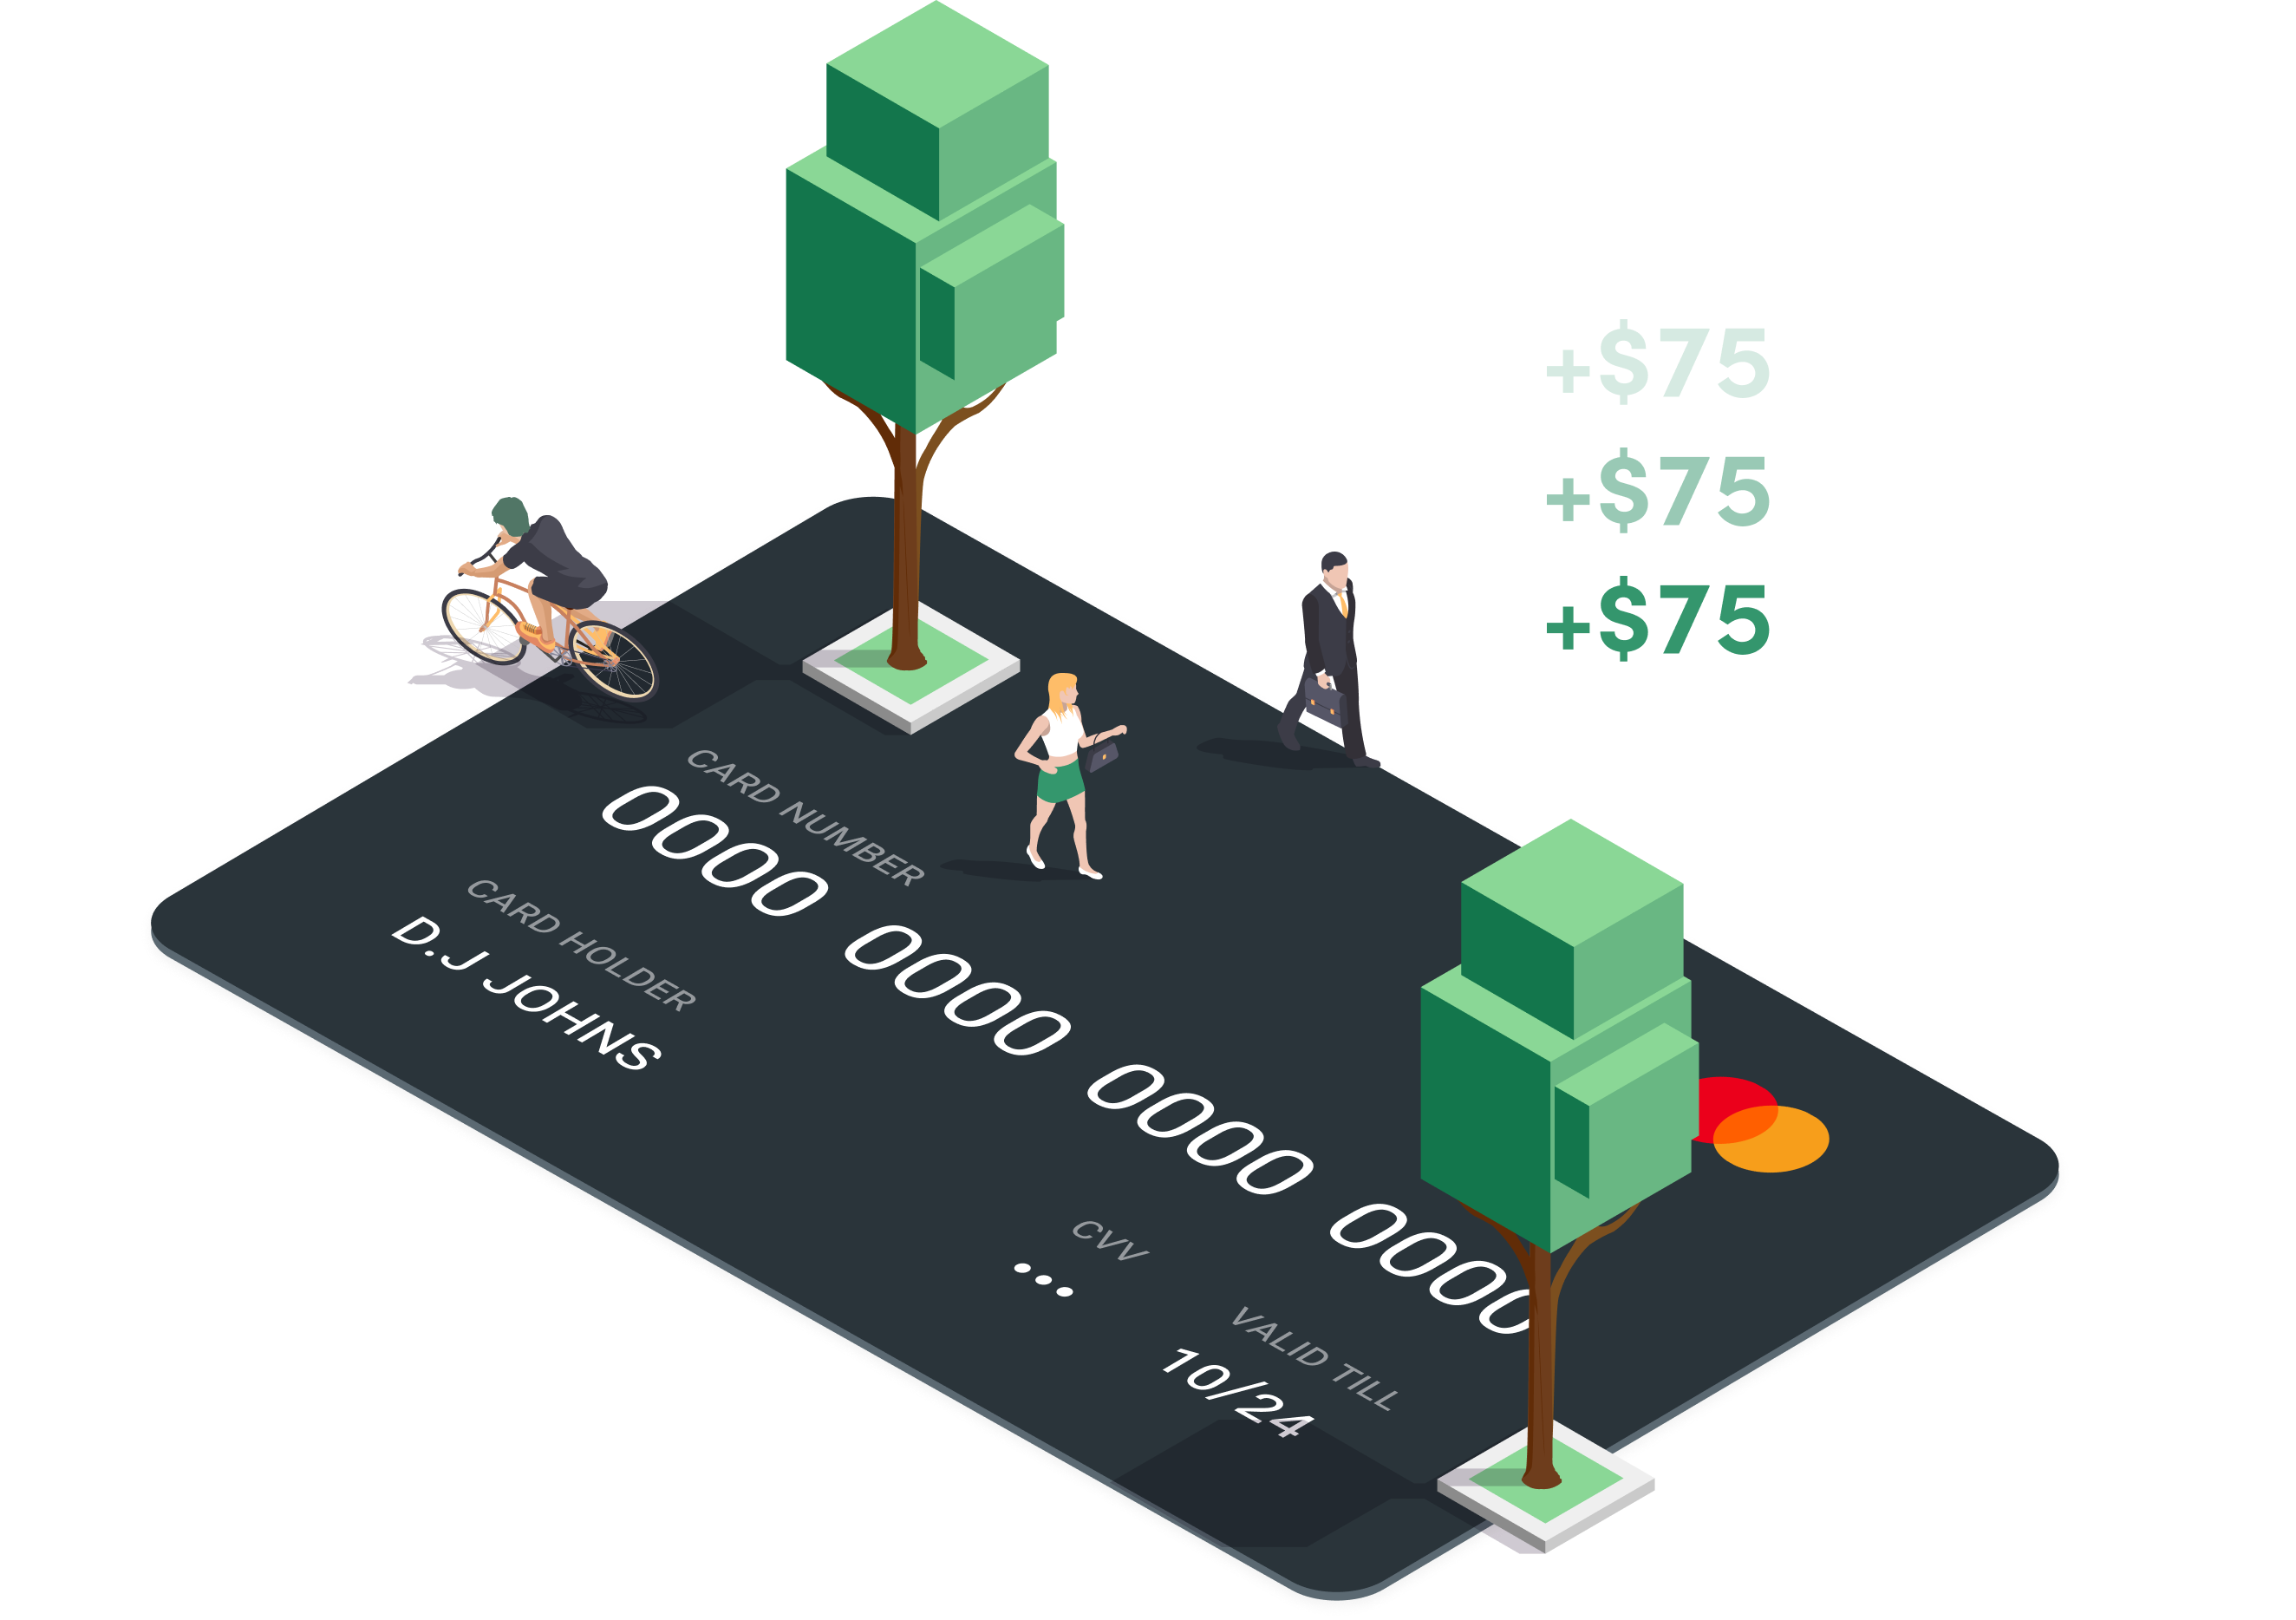 +$75
+$75
+$75
CARD NUMBER
0000 0000 0000 0000
CARD HOLDER
D.J JOHNS
CVV
•••
VALID TILL
10/24